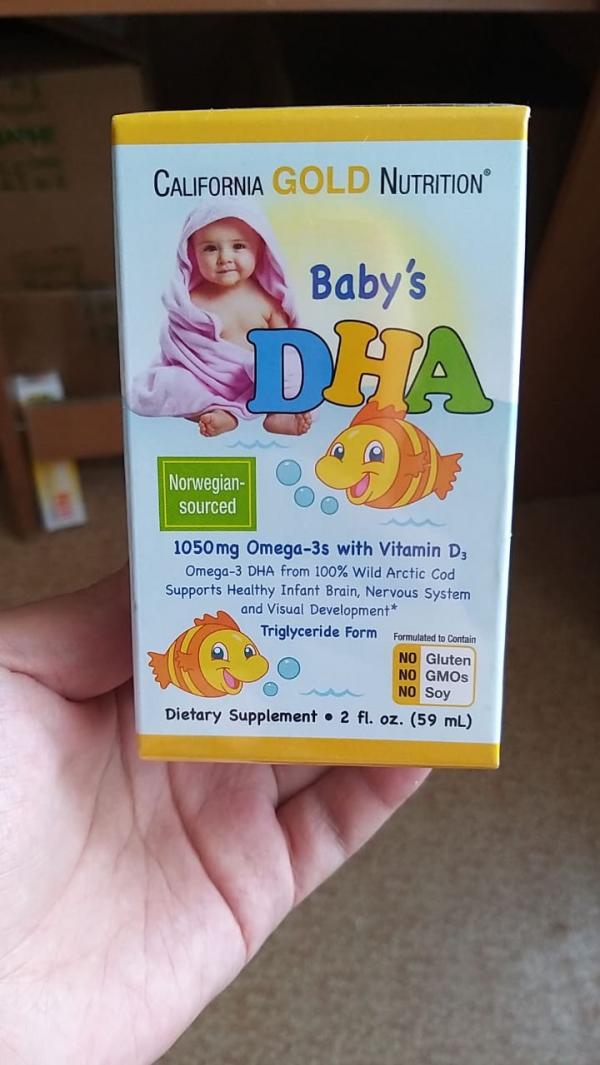 CALIFORNIA GOLD NUTRITION®
Baby's
DHA
Norwegian-
sourced
1050mg Omega-3s with Vitamin D₃
Omega-3 DHA from 100% Wild Arctic Cod
Supports Healthy Infant Brain, Nervous System
and Visual Development*
Triglyceride Form
Formulated to Contain
NO Gluten
NO GMOs
NO Soy
Dietary Supplement • 2 fl. oz. (59 mL)